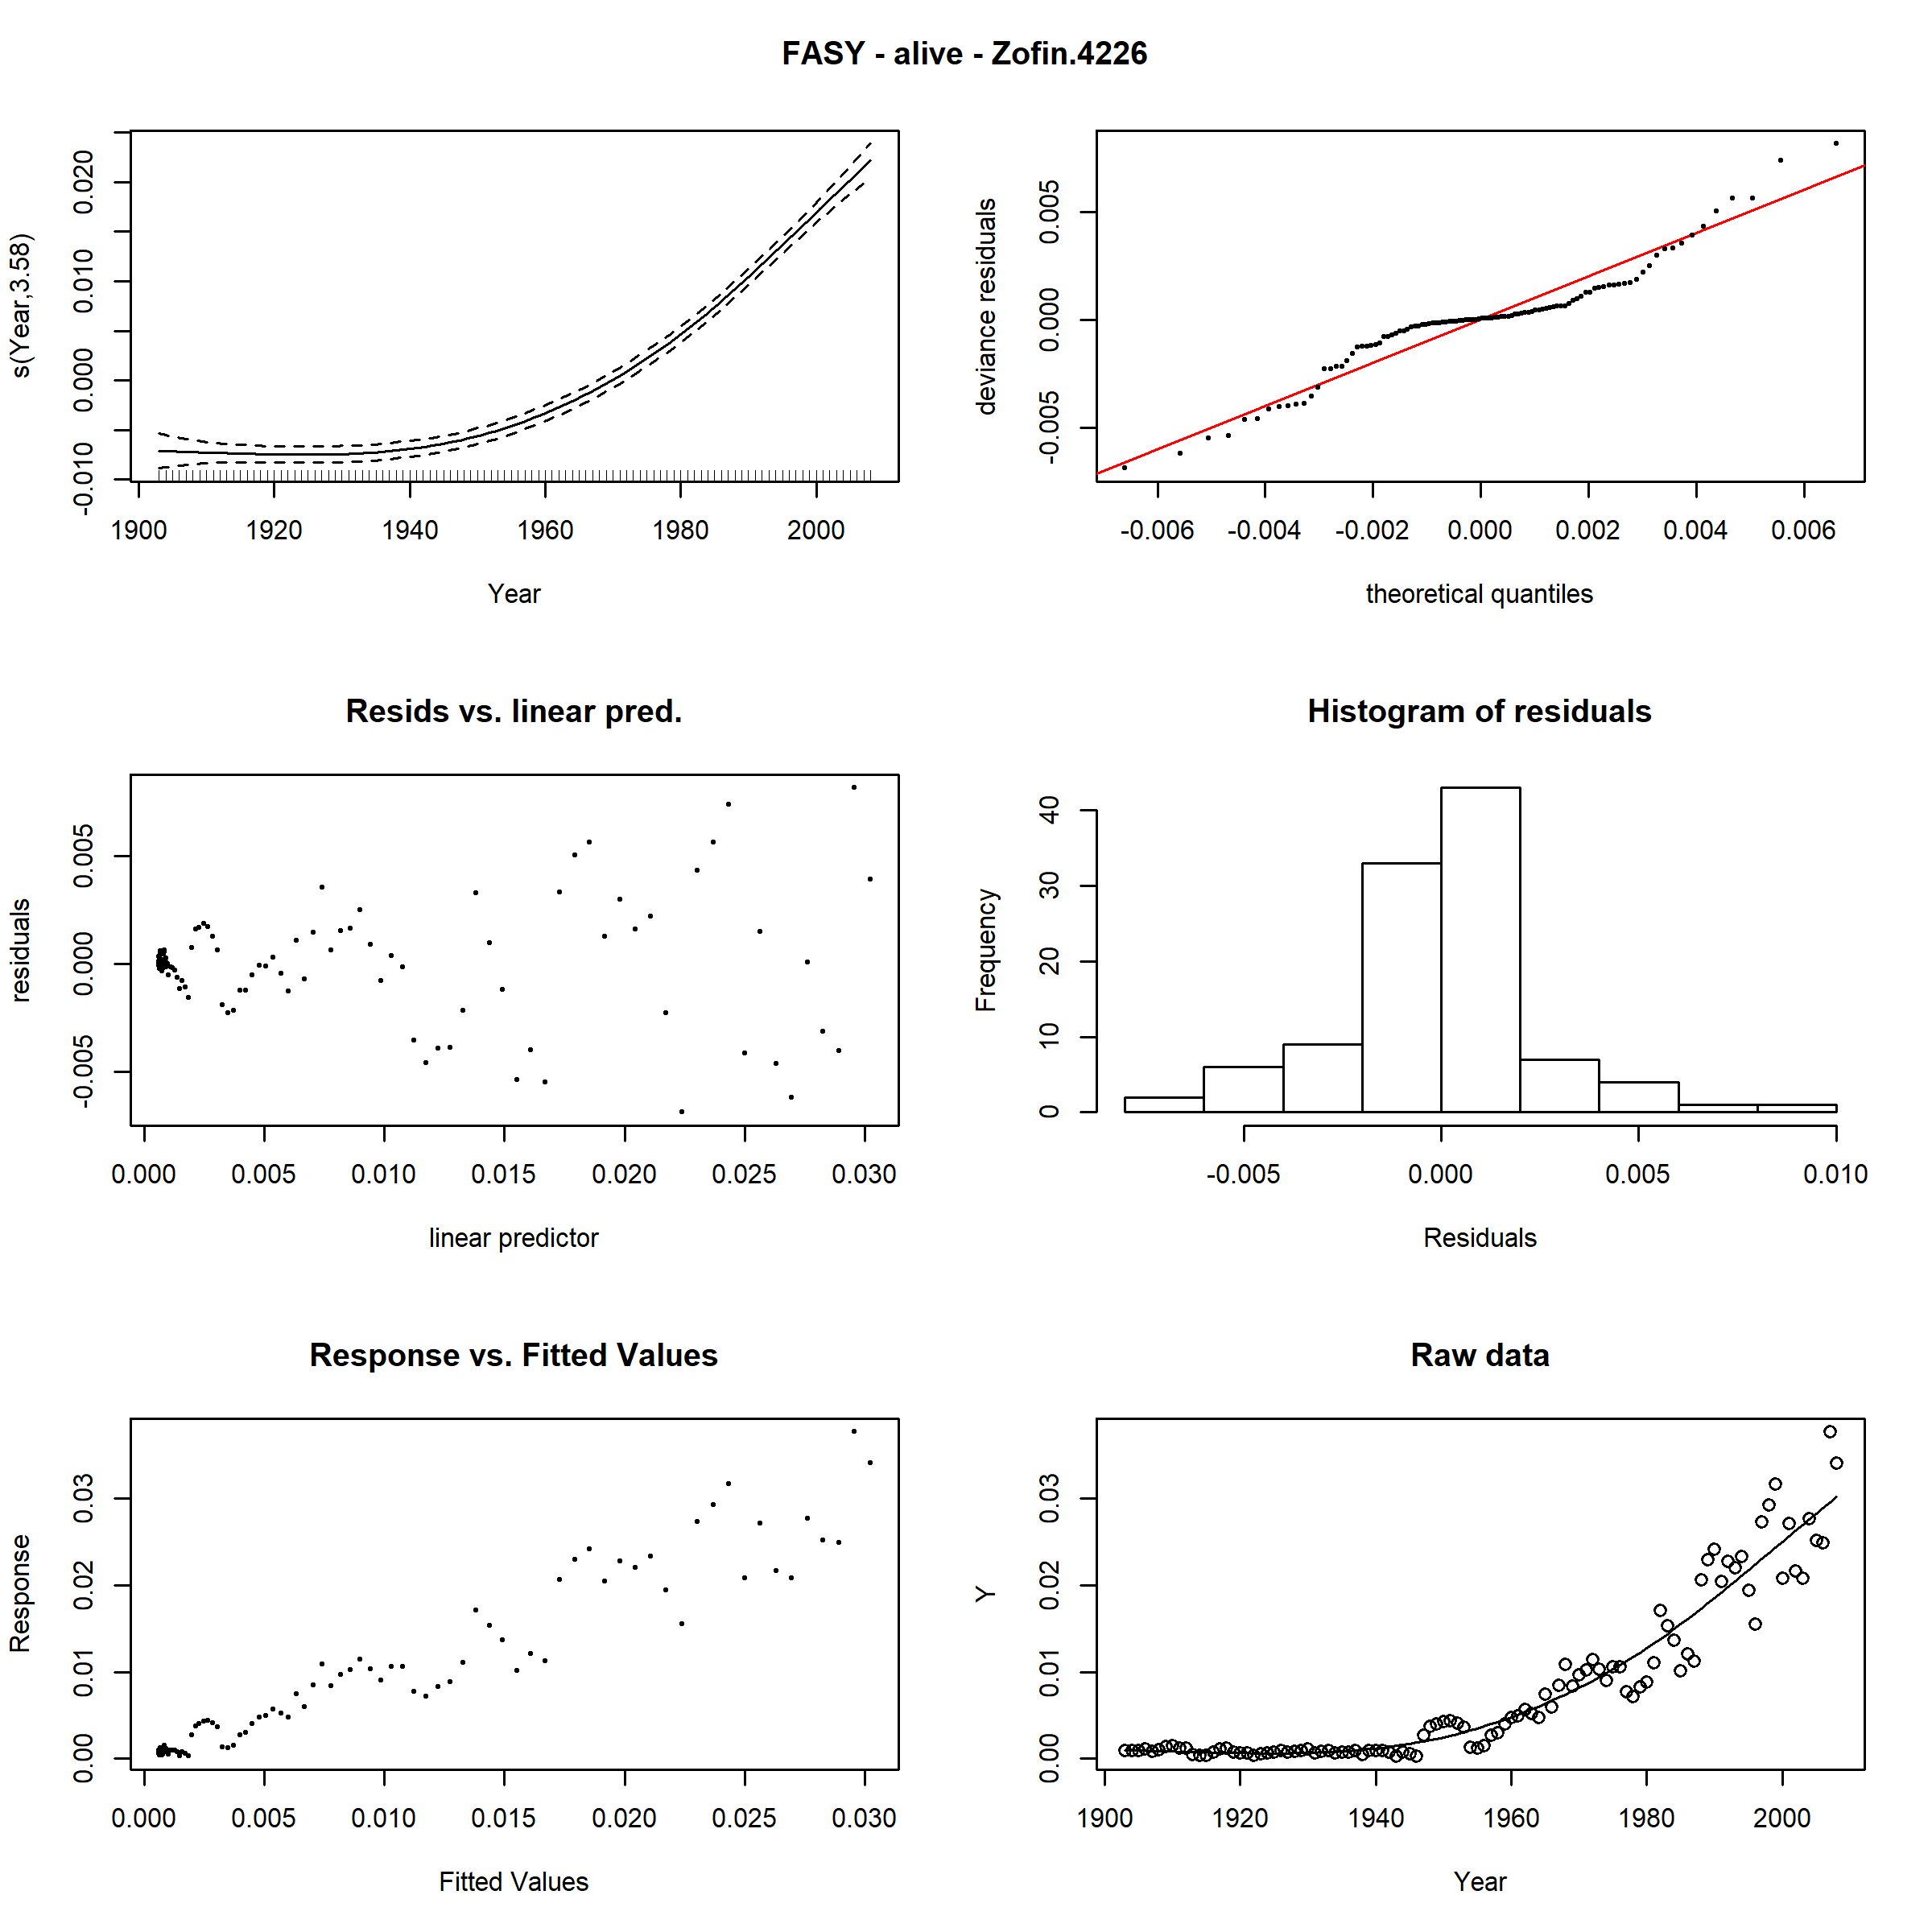 FASY - alive - Zofin.4226
s(Year,3.58)
-0.010 0.000 0.010 0.020
1900 1920 1940 1960 1980 2000
Year
deviance residuals
-0.005 0.000 0.005
-0.006 -0.004 -0.002 0.000 0.002 0.004 0.006
theoretical quantiles
Resids vs. linear pred.
residuals
-0.005 0.000 0.005
0.000 0.005 0.010 0.015 0.020 0.025 0.030
linear predictor
Histogram of residuals
Frequency
0 10 20 30 40
-0.005 0.000 0.005 0.010
Residuals
Response vs. Fitted Values
Response
0.00 0.01 0.02 0.03
0.000 0.005 0.010 0.015 0.020 0.025 0.030
Fitted Values
Raw data
Y
0.00 0.01 0.02 0.03
1900 1920 1940 1960 1980 2000
Year